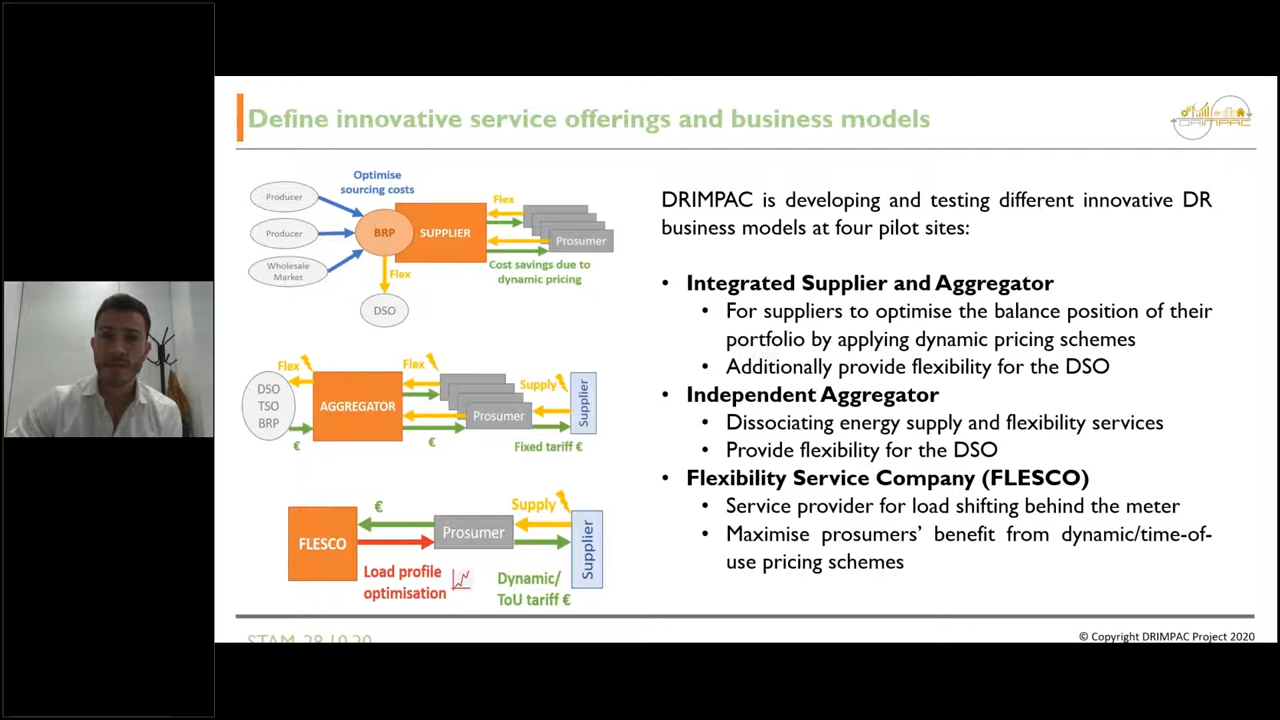 Define innovative service offerings and business models
DRIMPAC
Optimise
sourcing costs
Producer
Producer
Wholesale
Market
BRP
SUPPLIER
Flex
Prosumer
Cost savings due to
dynamic pricing
Flex
DSO
Flex
DSO
TSO
BRP
€
AGGREGATOR
Flex
Prosumer
€
Supply
Fixed tariff €
Supplier
FLESCO
€
Prosumer
Load profile
optimisation
Supply
Dynamic/
ToU tariff €
Supplier
DRIMPAC is developing and testing different innovative DR
business models at four pilot sites:
• Integrated Supplier and Aggregator
• For suppliers to optimise the balance position of their
portfolio by applying dynamic pricing schemes
• Additionally provide flexibility for the DSO
• Independent Aggregator
• Dissociating energy supply and flexibility services
• Provide flexibility for the DSO
• Flexibility Service Company (FLESCO)
• Service provider for load shifting behind the meter
• Maximise prosumers’ benefit from dynamic/time-of-
use pricing schemes
STAM, 28.10.20
© Copyright DRIMPAC Project 2020